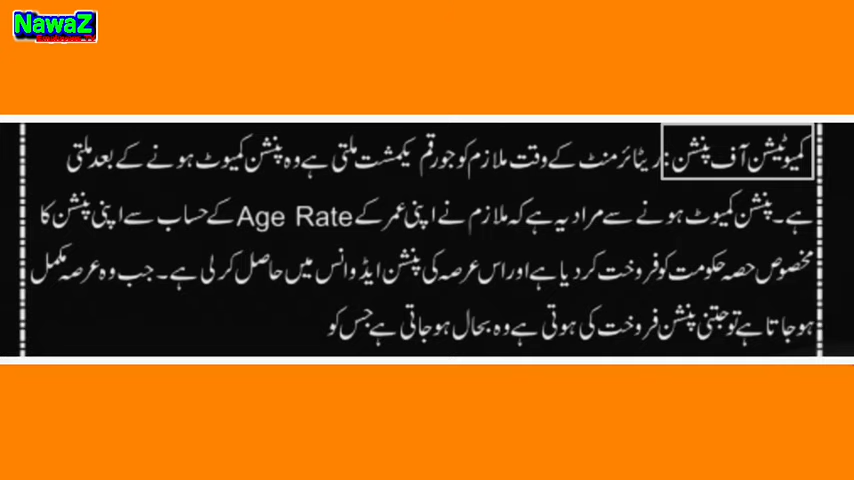 NawaZ
کمیوٹیشن آف پنشن: ریٹائرمنٹ کے وقت ملازم کو جو رقم یکمشت ملتی ہے وہ پنشن کمیوٹ ہونے کے بعد ملتی
ہے۔ پنشن کمیوٹ ہونے سے مراد یہ ہے کہ ملازم نے اپنی عمر کے Age Rate کے حساب سے اپنی پنشن کا
مخصوص حصہ حکومت کو فروخت کر دیا ہے اور اس عرصہ کی پنشن ایڈوانس میں حاصل کر لی ہے۔ جب وہ عرصہ مکمل
ہو جاتا ہے تو جتنی پنشن فروخت کی ہوتی ہے وہ بحال ہو جاتی ہے جس کو